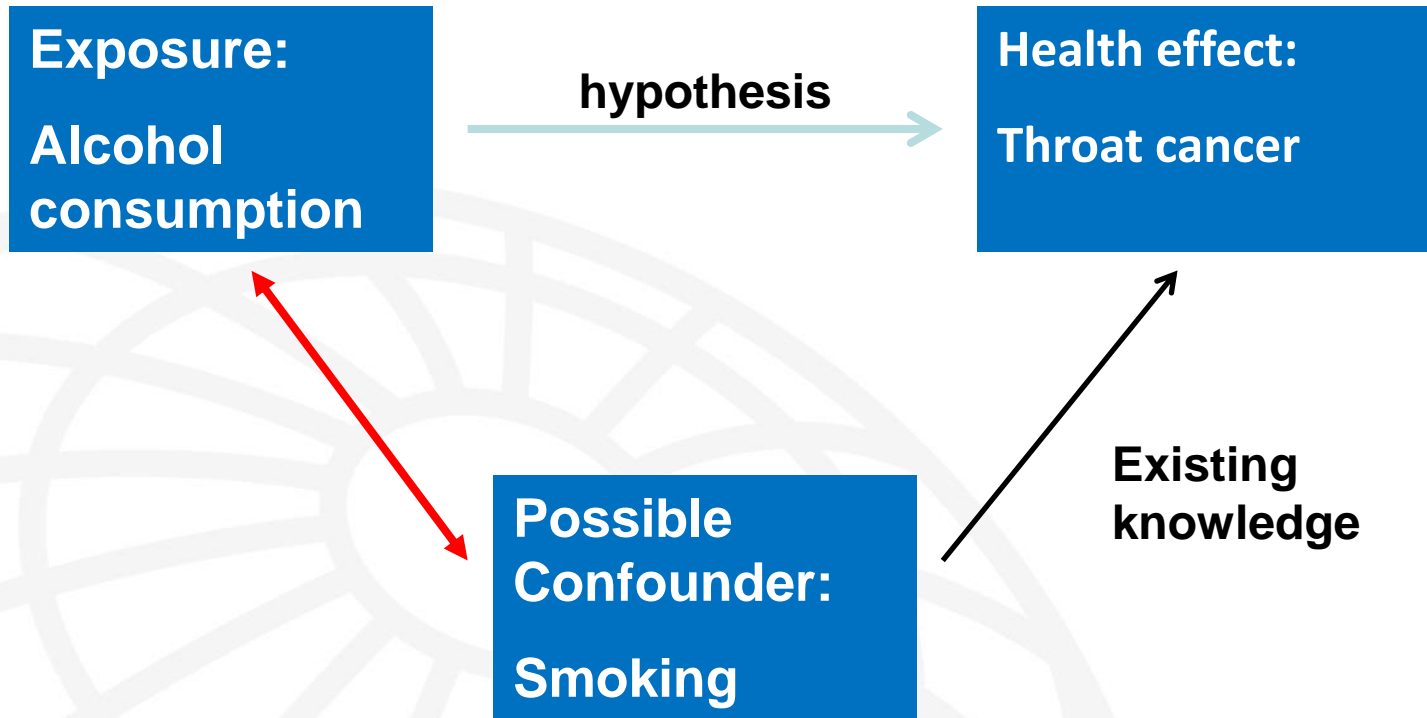 Exposure:
Alcohol
consumption
hypothesis
Health effect:
Throat cancer
Possible
Confounder:
Smoking
Existing
knowledge